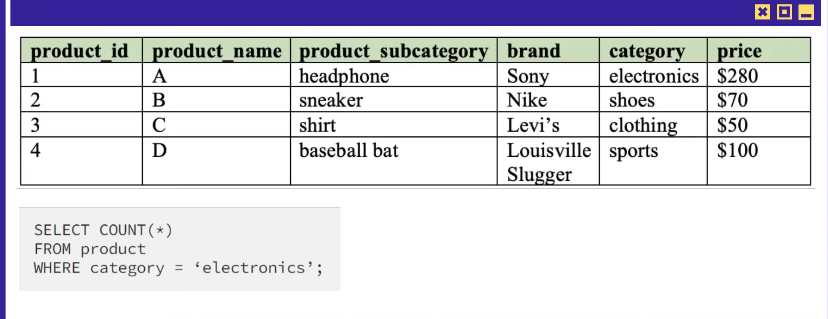 product_id product_name product_subcategory brand category price
1 A headphone Sony electronics $280
2 B sneaker Nike shoes $70
3 C shirt Levi’s clothing $50
4 D baseball bat Louisville sports $100
Slugger
SELECT COUNT(*)
FROM product
WHERE category = ‘electronics’;